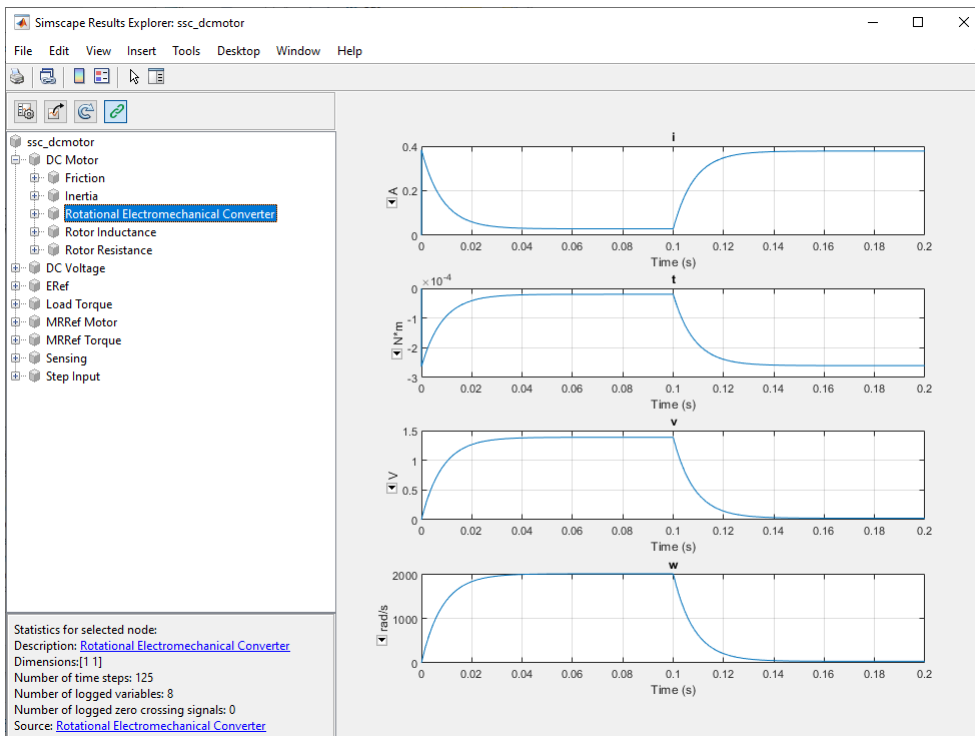 Simscape Results Explorer: ssc_dcmotor
File Edit View Insert Tools Desktop Window Help
ssc_dcmotor
DC Motor
Friction
Inertia
Rotational Electromechanical Converter
Rotor Inductance
Rotor Resistance
DC Voltage
ERef
Load Torque
MRRef Motor
MRRef Torque
Sensing
Step Input
Statistics for selected node:
Description: Rotational Electromechanical Converter
Dimensions:[1 1]
Number of time steps: 125
Number of logged variables: 8
Number of logged zero crossing signals: 0
Source: Rotational Electromechanical Converter
i
0.4
0.2
0
A
0 0.02 0.04 0.06 0.08 0.1 0.12 0.14 0.16 0.18 0.2
Time (s)
t
×10⁻⁴
0
-1
-2
-3
N*m
0 0.02 0.04 0.06 0.08 0.1 0.12 0.14 0.16 0.18 0.2
Time (s)
v
1.5
1
0.5
0
V
0 0.02 0.04 0.06 0.08 0.1 0.12 0.14 0.16 0.18 0.2
Time (s)
w
2000
1000
0
rad/s
0 0.02 0.04 0.06 0.08 0.1 0.12 0.14 0.16 0.18 0.2
Time (s)